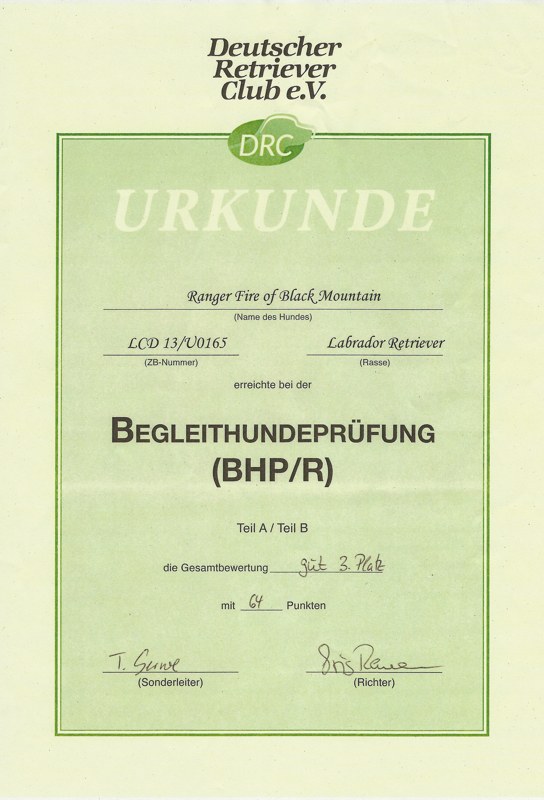 Deutscher
Retriever
Club e.V.
DRC
URKUNDE
Ranger Fire of Black Mountain
(Name des Hundes)
LCD 13/U0165 Labrador Retriever
(ZB-Nummer) (Rasse)
erreichte bei der
BEGLEITHUNDEPRÜFUNG
(BHP/R)
Teil A / Teil B
die Gesamtbewertung gut 3. Platz
mit 64 Punkten
T.
(Sonderleiter) (Richter)